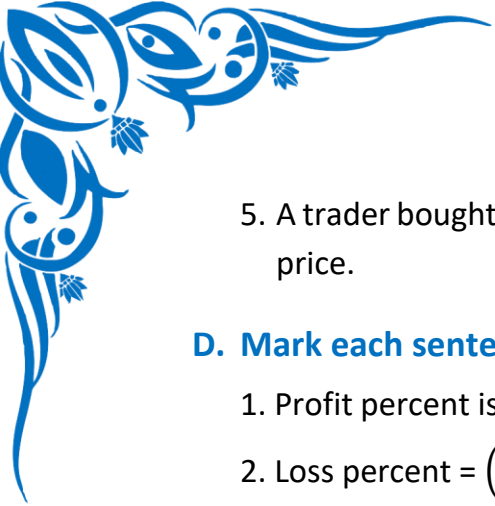 5. A trader bought
price.
D. Mark each sente
1. Profit percent is
2. Loss percent = (